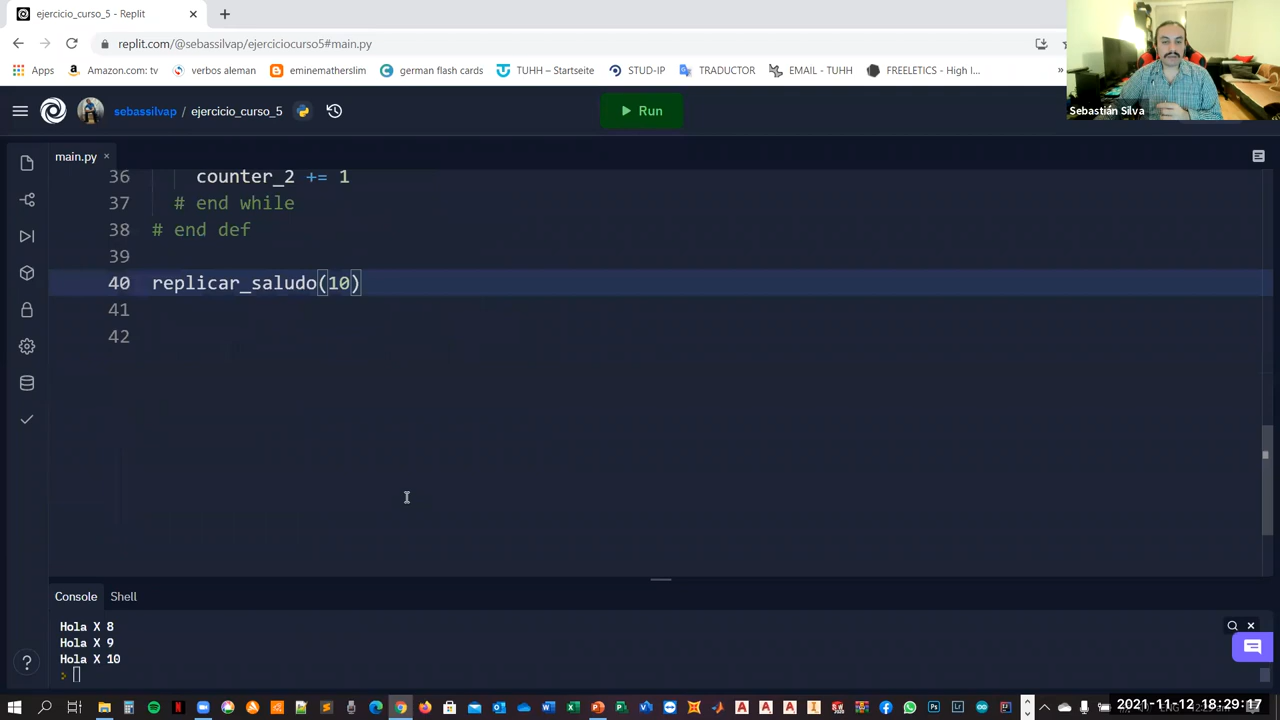 ejercicio_curso_5 - Replit
replit.com/@sebassilvap/ejerciciocurso5#main.py
Apps
Amazon.com: tv
verbos aleman
eminematherslim
german flash cards
TUHH – Startseite
STUD-IP
TRADUCTOR
EMAIL - TUHH
FREELETICS - Hig
»
Sebastián Silva
sebassilvap / ejercicio_curso_5
Run
main.py
36 counter_2 += 1
37 # end while
38 # end def
39
40 replicar_saludo(10)
41
42
Console
Shell
Hola X 8
Hola X 9
Hola X 10
2021-11-12 18:29:17